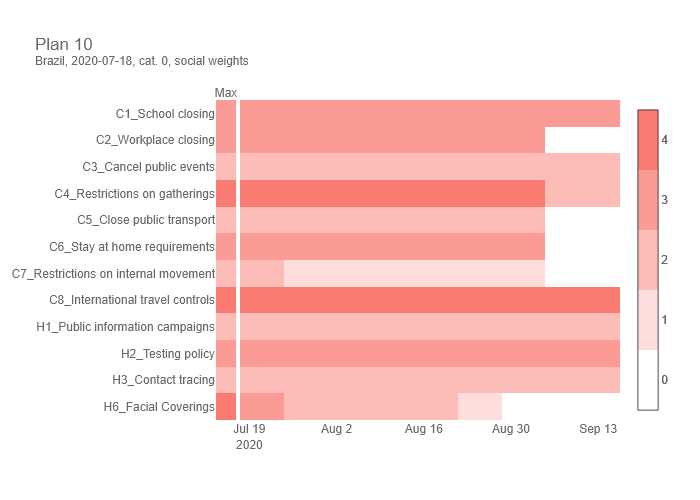 Plan 10
Brazil, 2020-07-18, cat. 0, social weights
Max
C1_School closing
C2_Workplace closing
C3_Cancel public events
C4_Restrictions on gatherings
C5_Close public transport
C6_Stay at home requirements
C7_Restrictions on internal movement
C8_International travel controls
H1_Public information campaigns
H2_Testing policy
H3_Contact tracing
H6_Facial Coverings
Jul 19 Aug 2 Aug 16 Aug 30 Sep 13
2020
4
3
2
1
0